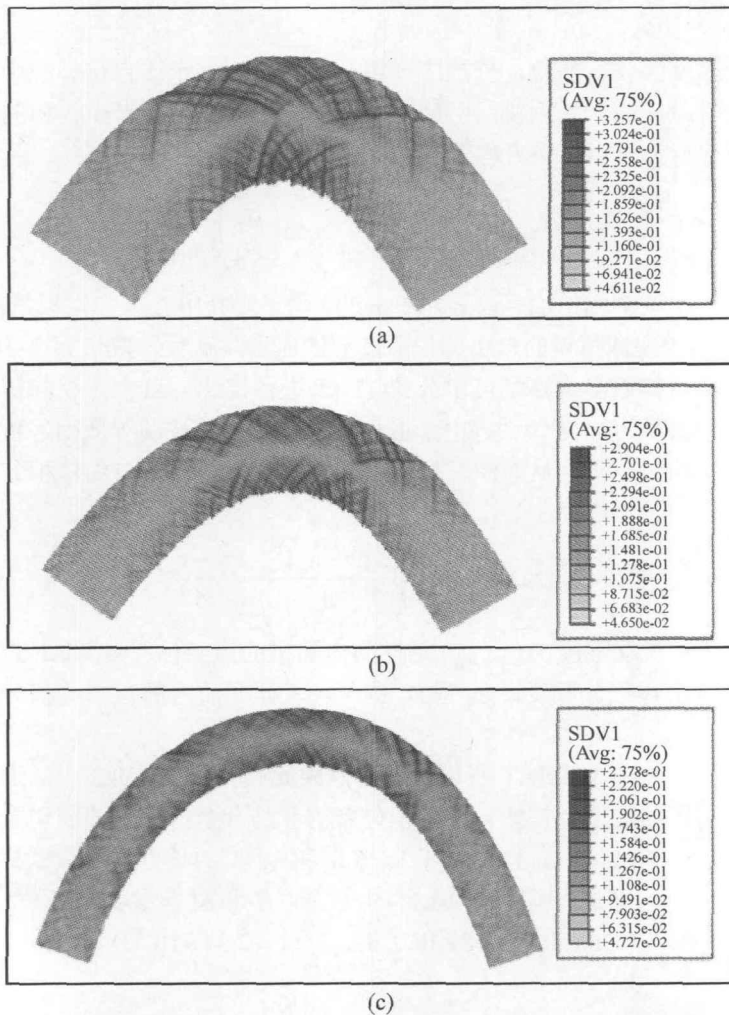 SDV1
(Avg: 75%)
+3.257e-01
+3.024e-01
+2.791e-01
+2.558e-01
+2.325e-01
+2.092e-01
+1.859e-01
+1.626e-01
+1.393e-01
+1.160e-01
+9.271e-02
+6.941e-02
+4.611e-02
(a)
SDV1
(Avg: 75%)
+2.904e-01
+2.701e-01
+2.498e-01
+2.294e-01
+2.091e-01
+1.888e-01
+1.685e-01
+1.481e-01
+1.278e-01
+1.075e-01
+8.715e-02
+6.683e-02
+4.650e-02
(b)
SDV1
(Avg: 75%)
+2.378e-01
+2.220e-01
+2.061e-01
+1.902e-01
+1.743e-01
+1.584e-01
+1.426e-01
+1.267e-01
+1.108e-01
+9.491e-02
+7.903e-02
+6.315e-02
+4.727e-02
(c)